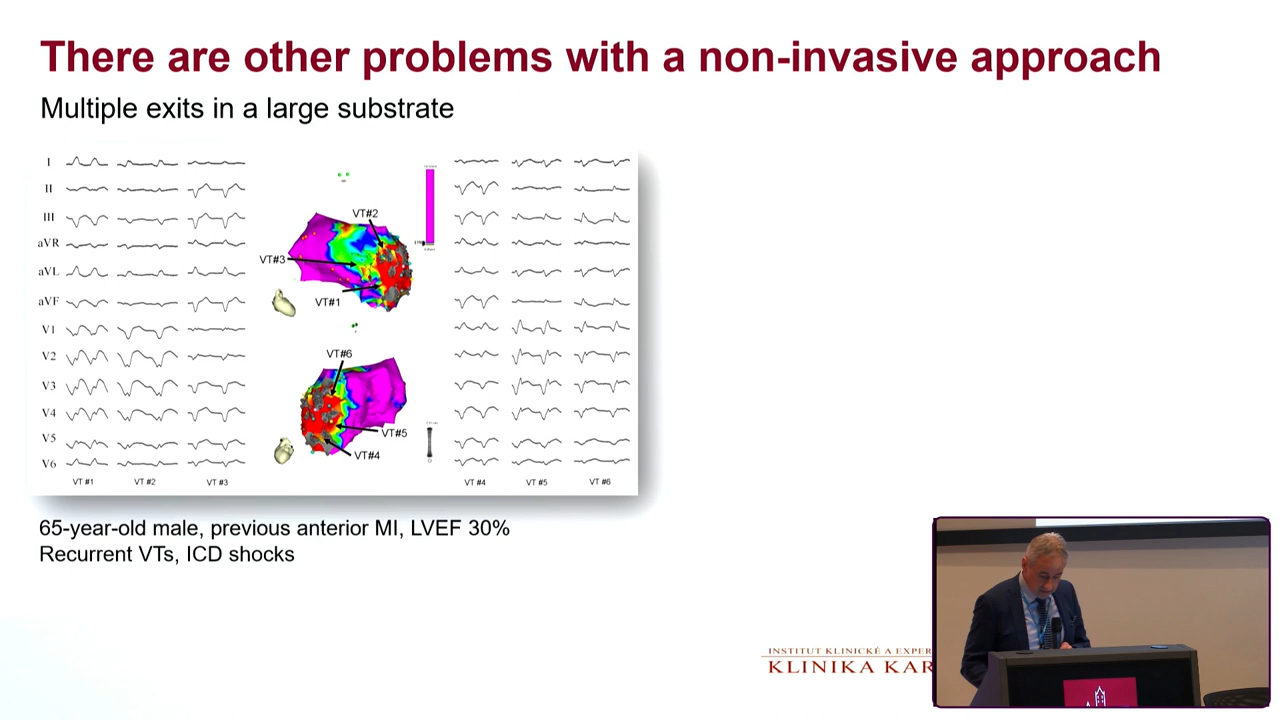 There are other problems with a non-invasive approach
Multiple exits in a large substrate
I
II
III
aVR
aVL
aVF
V1
V2
V3
V4
V5
V6
VT #1
VT #2
VT #3
VT#2
VT#3
VT#1
VT#6
VT#5
VT#4
VT #4
VT #5
VT #6
65-year-old male, previous anterior MI, LVEF 30%
Recurrent VTs, ICD shocks
INSTITUT KLINICKÉ A EXPER
KLINIKA KAR